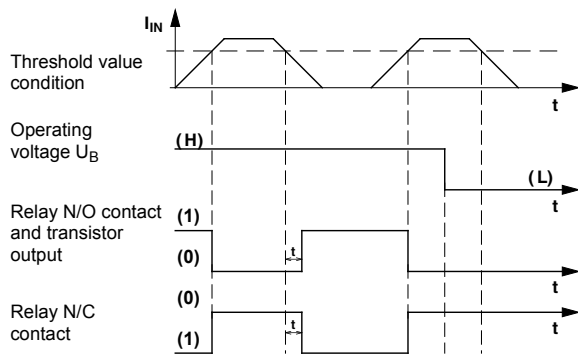 I_IN
Threshold value
condition
t
Operating
voltage U_B
(H)
(L)
t
Relay N/O contact
and transistor
output
(1)
(0)
t
t
Relay N/C
contact
(0)
(1)
t
t